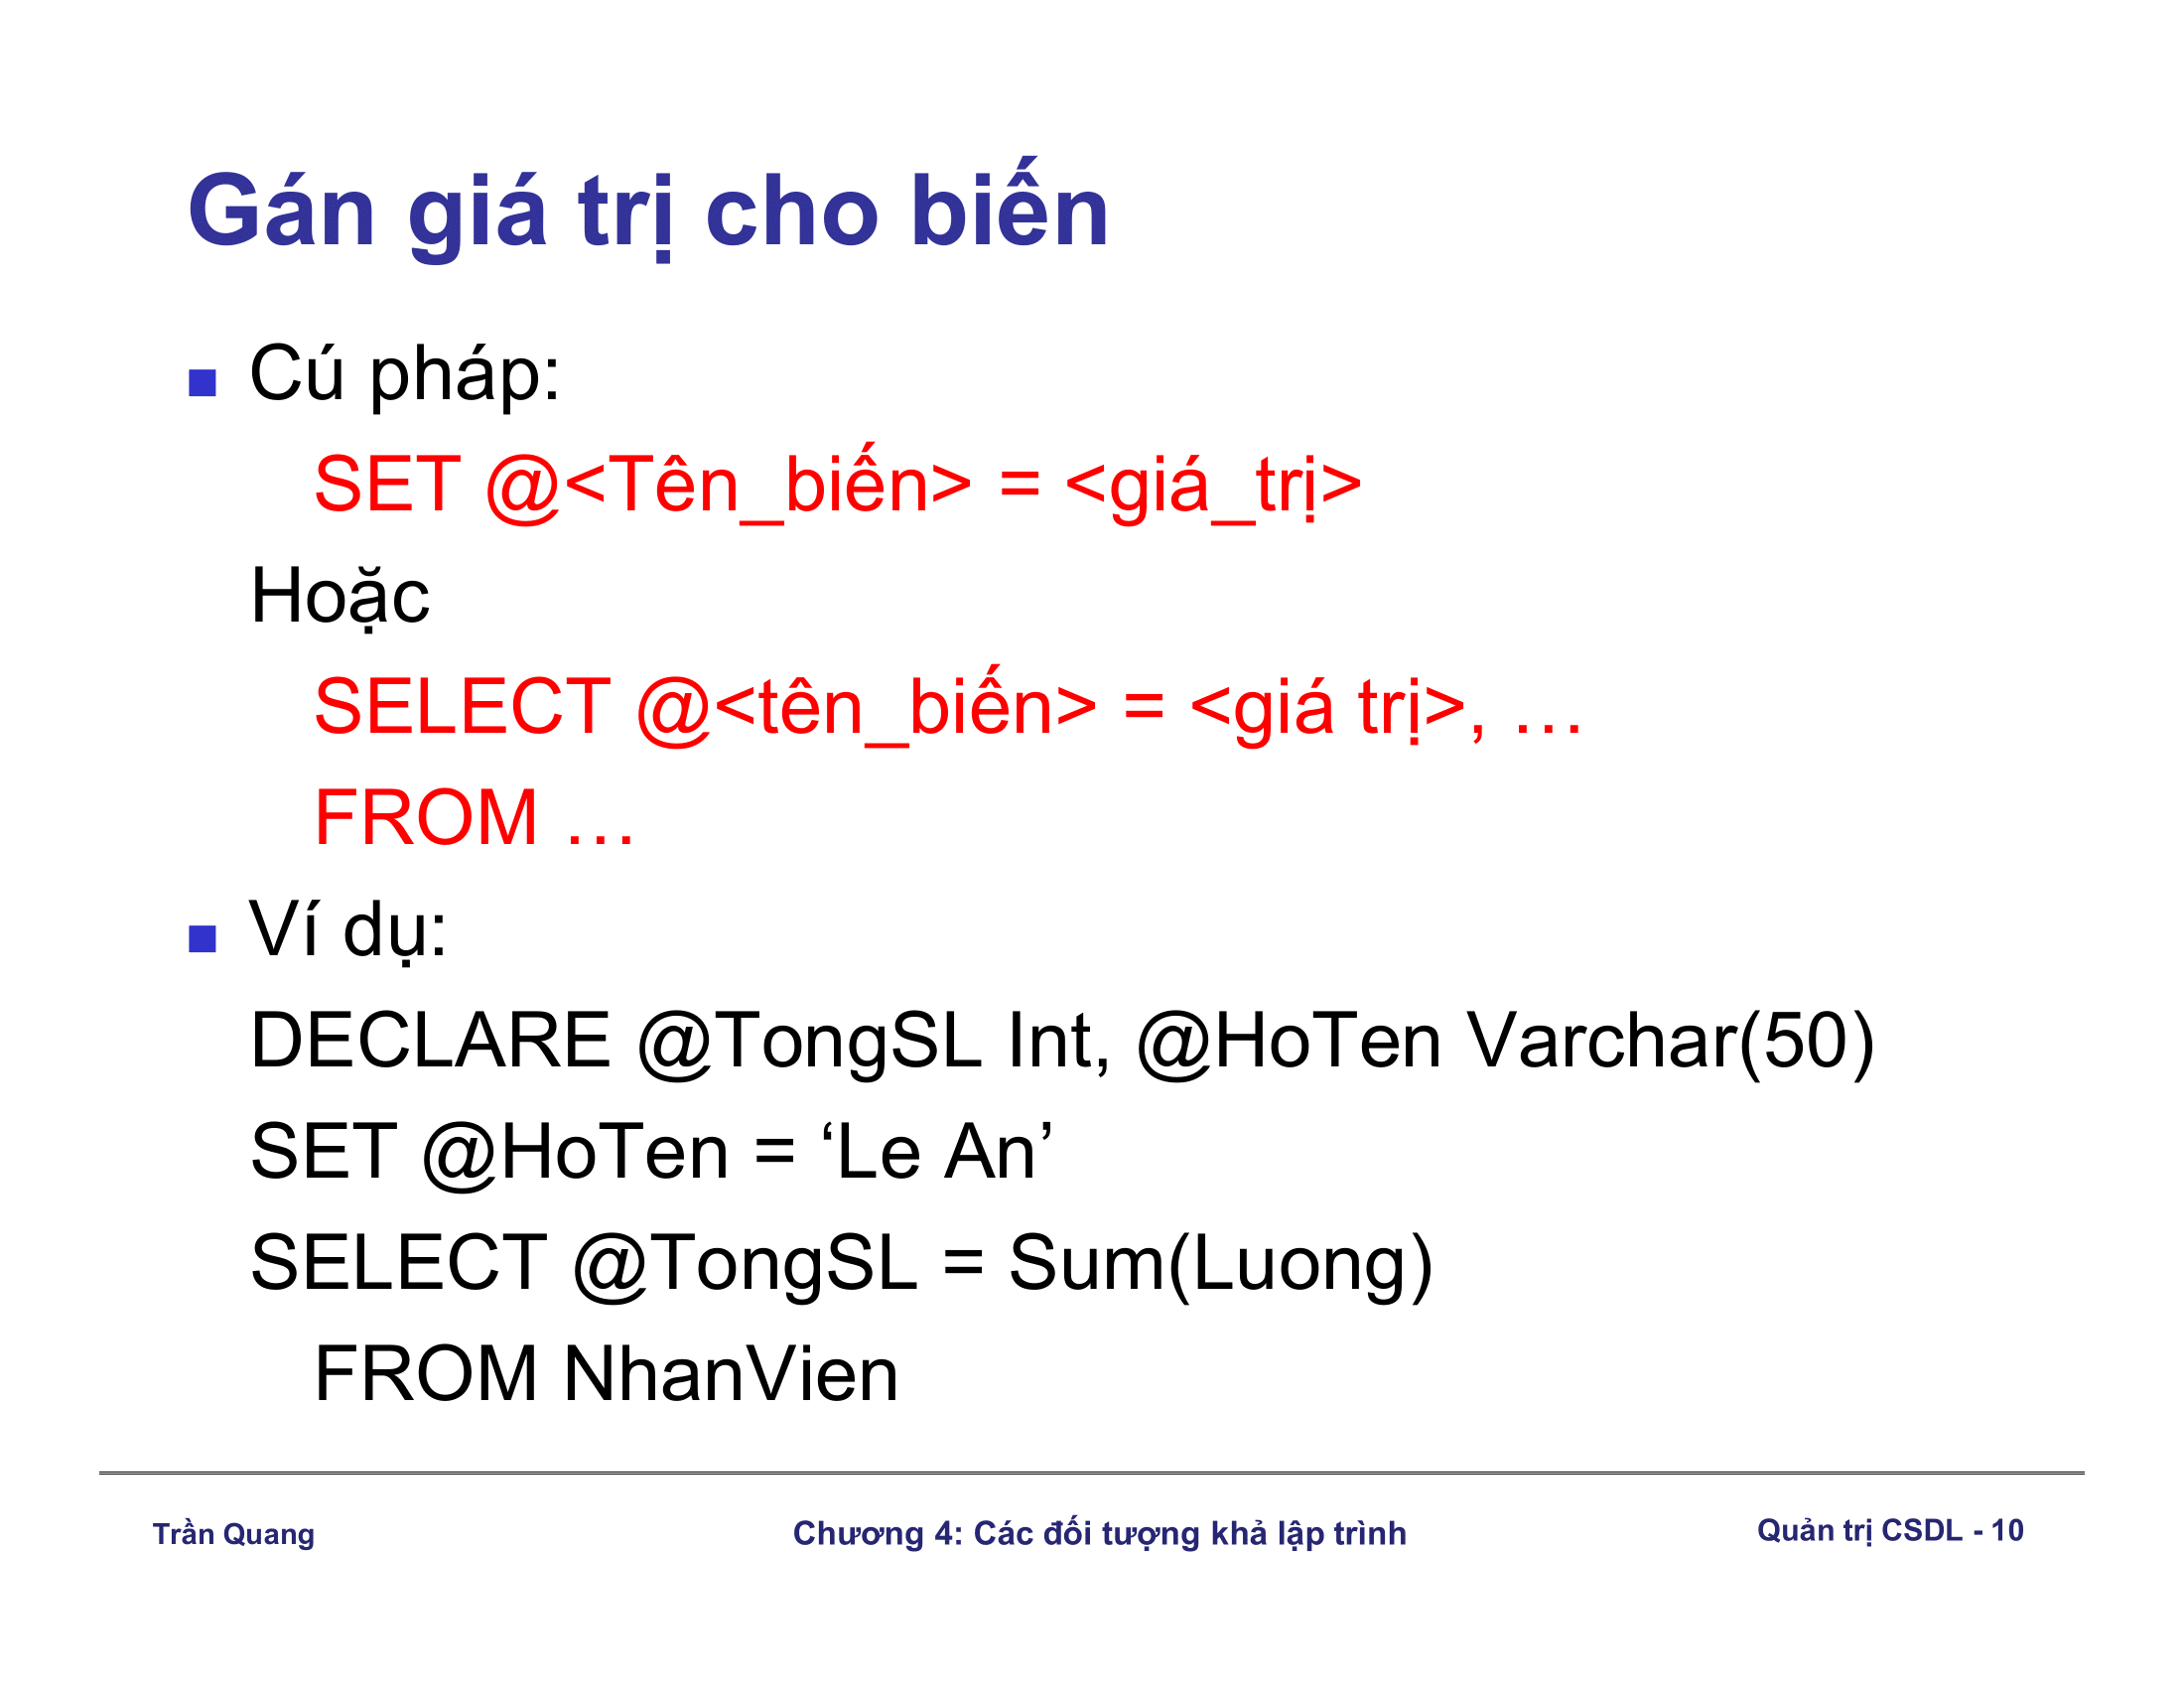 Gán giá trị cho biến
Cú pháp:
SET @<Tên_biến> = <giá_trị>
Hoặc
SELECT @<tên_biến> = <giá trị>, …
FROM …
Ví dụ:
DECLARE @TongSL Int, @HoTen Varchar(50)
SET @HoTen = ‘Le An’
SELECT @TongSL = Sum(Luong)
FROM NhanVien
Trần Quang
Chương 4: Các đối tượng khả lập trình
Quản trị CSDL - 10